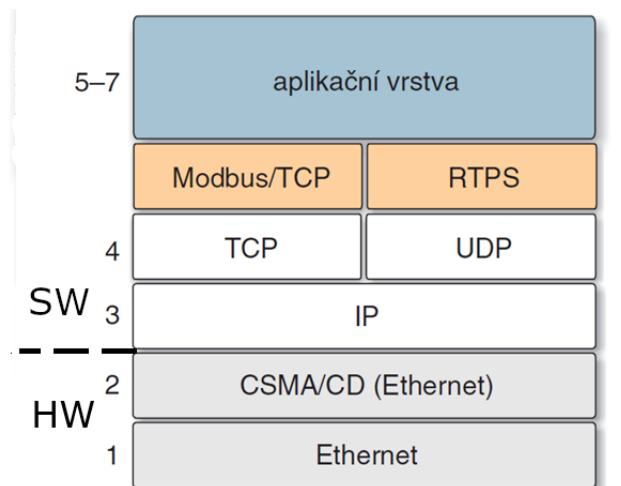 5–7 aplikační vrstva
Modbus/TCP RTPS
4 TCP UDP
SW 3 IP
HW 2 CSMA/CD (Ethernet)
1 Ethernet